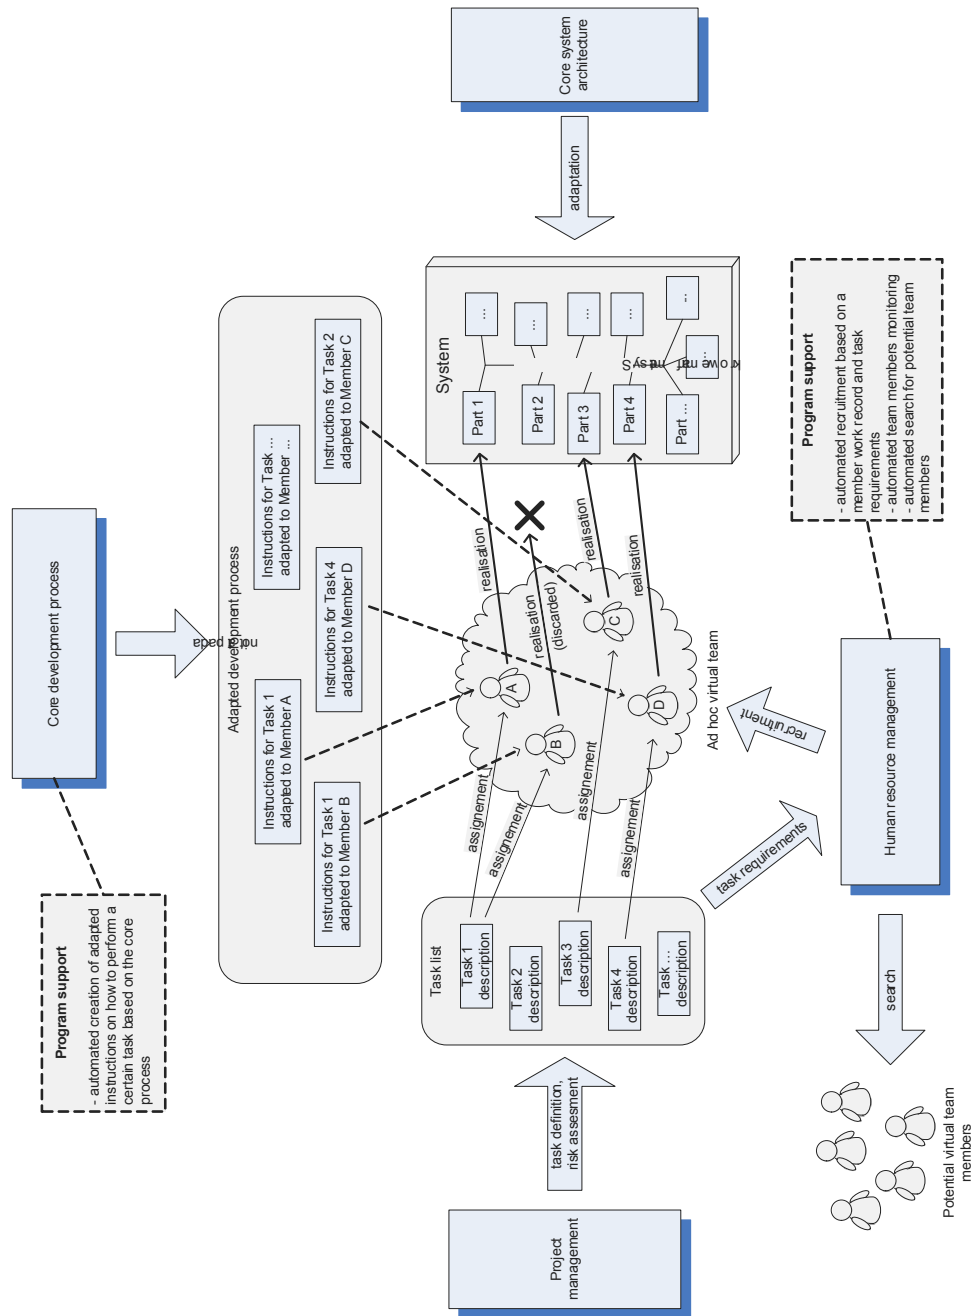 Program support
- automated creation of adapted
instructions on how to perform a
certain task based on the core
process
Core development process
Adapted development process
Instructions for Task 1
adapted to Member A
Instructions for Task ...
adapted to Member ...
Instructions for Task 1
adapted to Member B
Instructions for Task 4
adapted to Member D
Instructions for Task 2
adapted to Member C
Project
management
task definition,
risk assesment
Task list
Task 1
description
Task 2
description
Task 3
description
Task 4
description
Task ...
description
assignement
assignement
assignement
assignement
A
B
C
D
Ad hoc virtual team
realisation
realisation
(discarded)
realisation
realisation
System
Part 1
...
Part 2
...
Part 3
...
Part 4
...
Part ...
...
...
adaptation
Core system
architecture
task requirements
recruitment
Potential virtual team
members
search
Human resource management
Program support
- automated recruitment based on a
member work record and task
requirements
- automated team members monitoring
- automated search for potential team
members